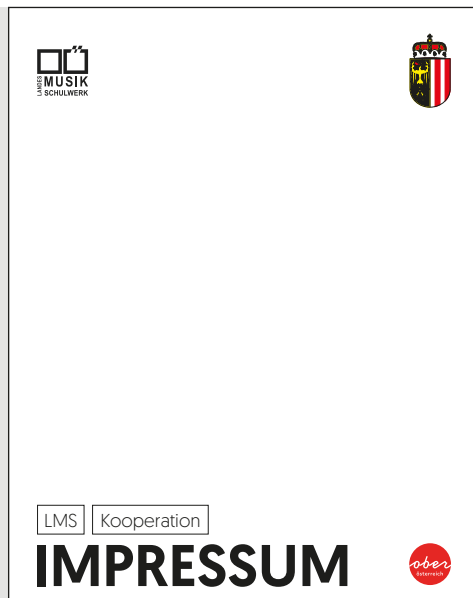 OÖ
LANDES
MUSIK
SCHULWERK
LMS
Kooperation
IMPRESSUM
ober
österreich